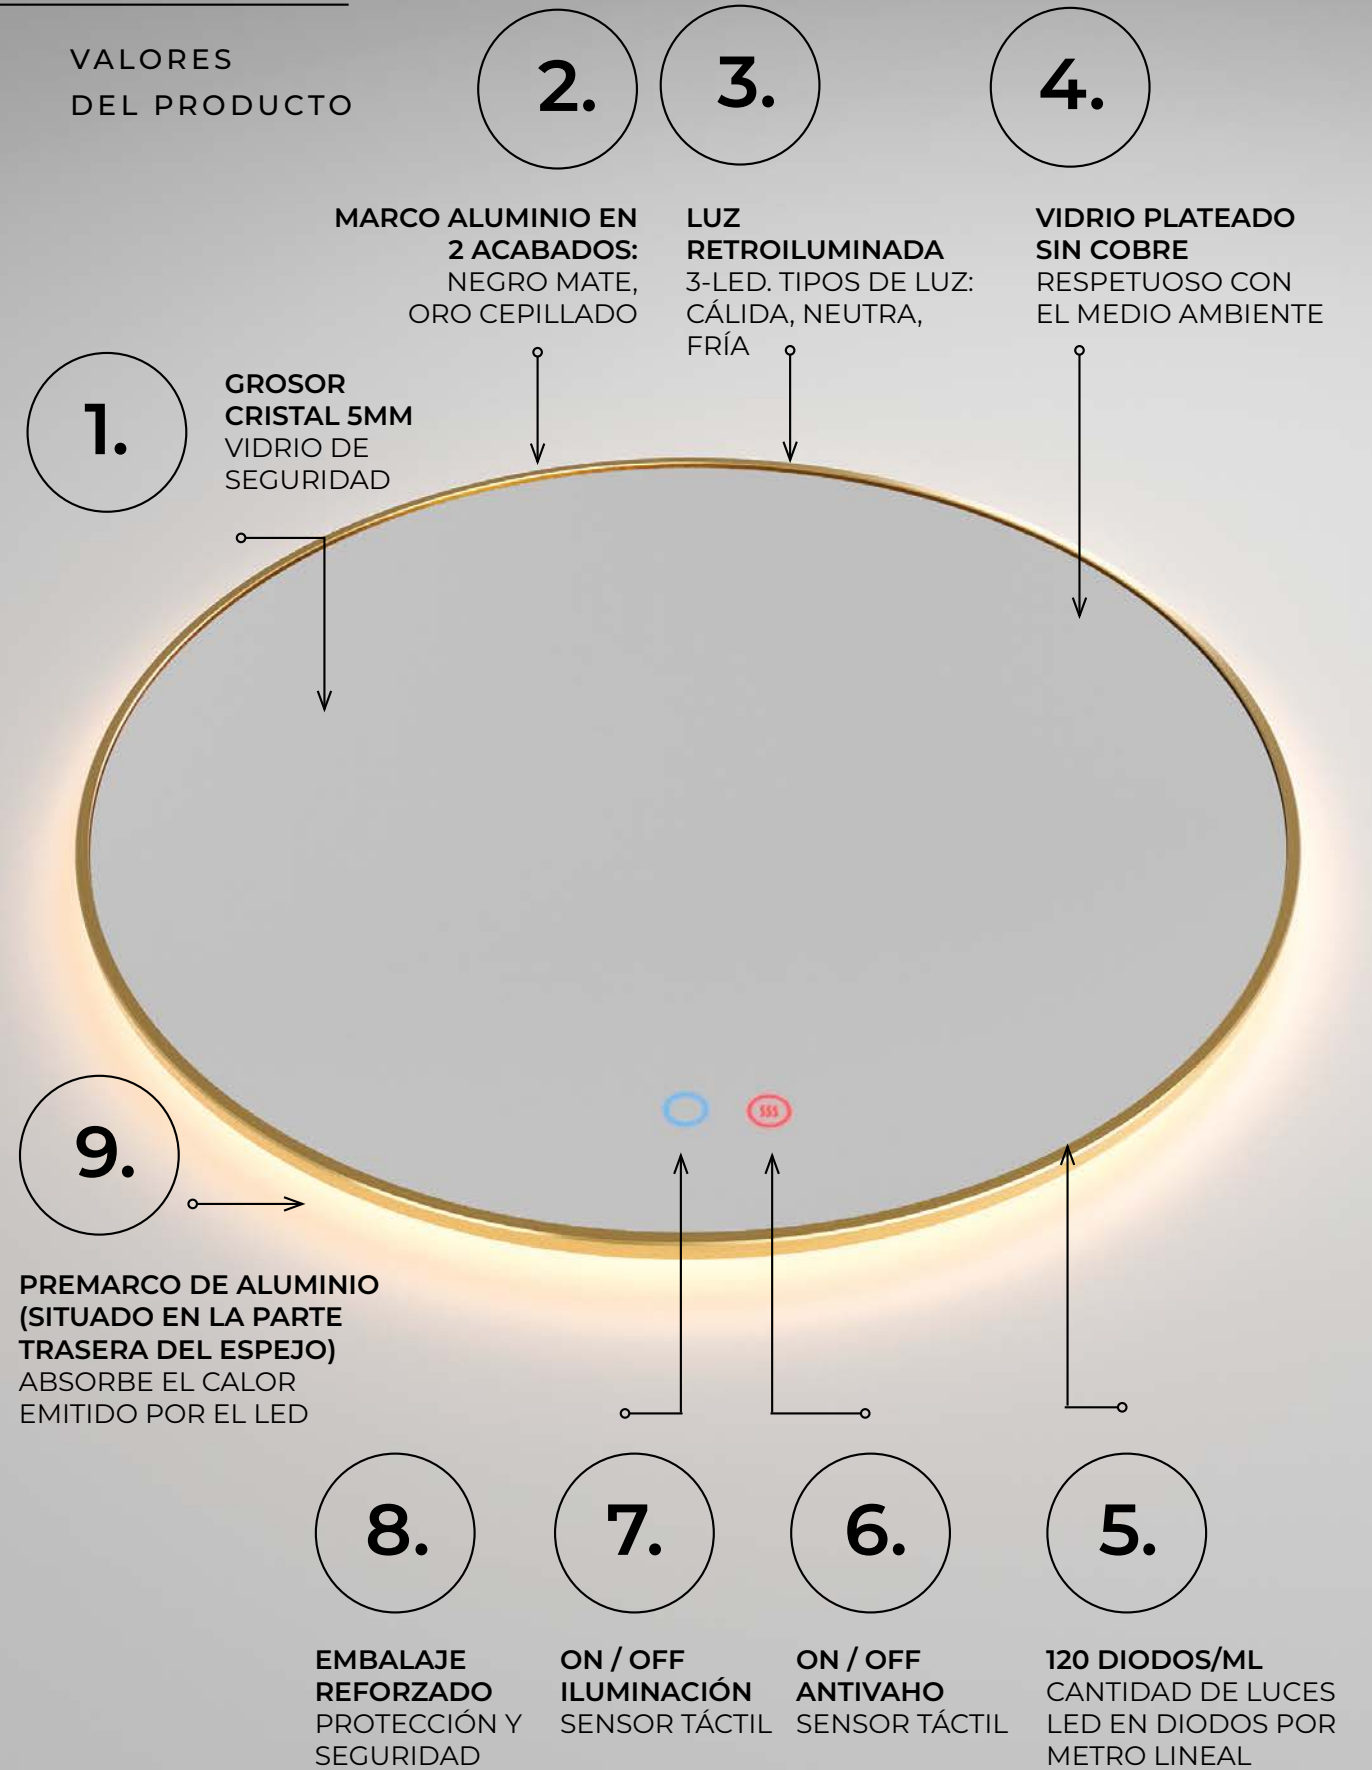 VALORES
DEL PRODUCTO
1.
GROSOR
CRISTAL 5MM
VIDRIO DE
SEGURIDAD
2.
MARCO ALUMINIO EN
2 ACABADOS:
NEGRO MATE,
ORO CEPILLADO
3.
LUZ
RETROILUMINADA
3-LED. TIPOS DE LUZ:
CÁLIDA, NEUTRA,
FRÍA
4.
VIDRIO PLATEADO
SIN COBRE
RESPETUOSO CON
EL MEDIO AMBIENTE
9.
PREMARCO DE ALUMINIO
(SITUADO EN LA PARTE
TRASERA DEL ESPEJO)
ABSORBE EL CALOR
EMITIDO POR EL LED
8.
EMBALAJE
REFORZADO
PROTECCIÓN Y
SEGURIDAD
7.
ON / OFF
ILUMINACIÓN
SENSOR TÁCTIL
6.
ON / OFF
ANTIVAHO
SENSOR TÁCTIL
5.
120 DIODOS/ML
CANTIDAD DE LUCES
LED EN DIODOS POR
METRO LINEAL